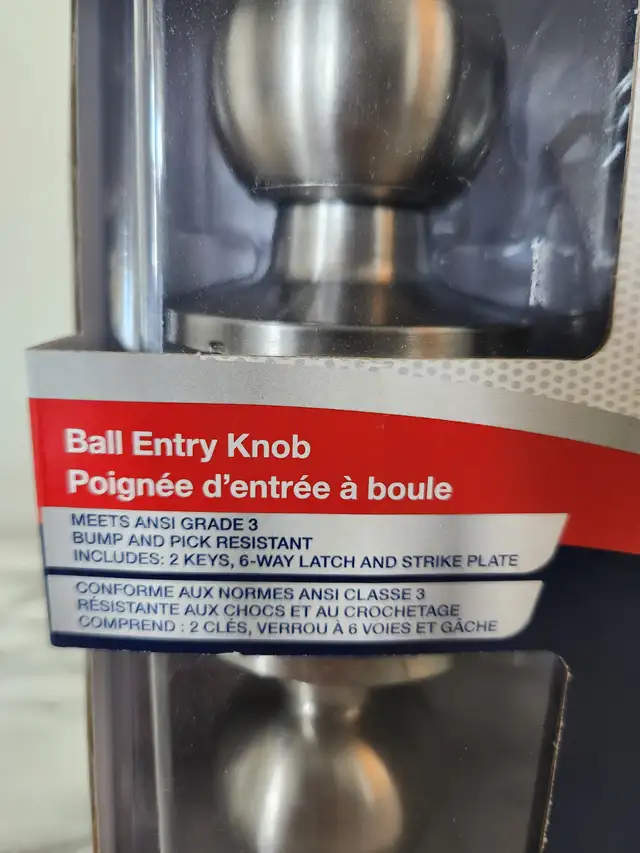 Ball Entry Knob
Poignée d'entrée à boule
MEETS ANSI GRADE 3
BUMP AND PICK RESISTANT
INCLUDES: 2 KEYS, 6-WAY LATCH AND STRIKE PLATE
CONFORME AUX NORMES ANSI CLASSE 3
RÉSISTANTE AUX CHOCS ET AU CROCHETAGE
COMPREND : 2 CLÉS, VERROU À 6 VOIES ET GÂCHE